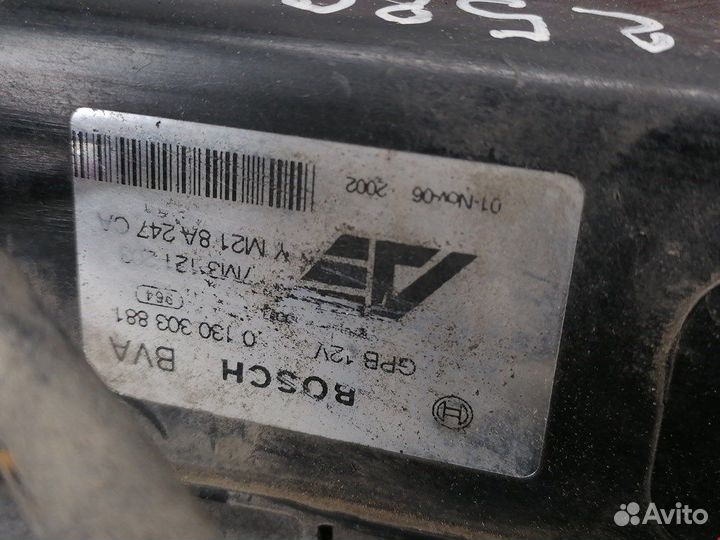 BOSCH BVA
GPB 12V 0 130 303 881
964
7M3 121
Y M21 8A 247 CA
01-Nov-06 2002
Avito